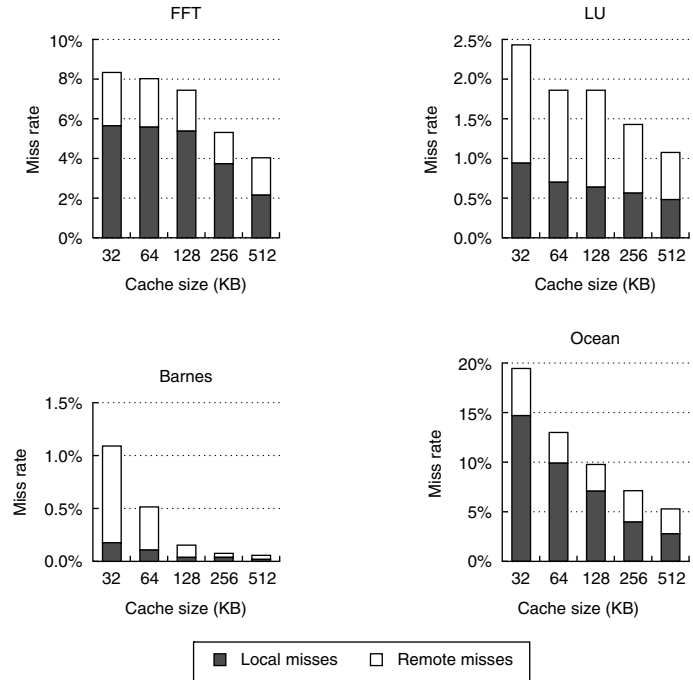 FFT
10%
8%
6%
4%
2%
0%
Miss rate
32 64 128 256 512
Cache size (KB)
LU
2.5%
2.0%
1.5%
1.0%
0.5%
0.0%
Miss rate
32 64 128 256 512
Cache size (KB)
Barnes
1.5%
1.0%
0.5%
0.0%
Miss rate
32 64 128 256 512
Cache size (KB)
Ocean
20%
15%
10%
5%
0%
Miss rate
32 64 128 256 512
Cache size (KB)
Local misses Remote misses